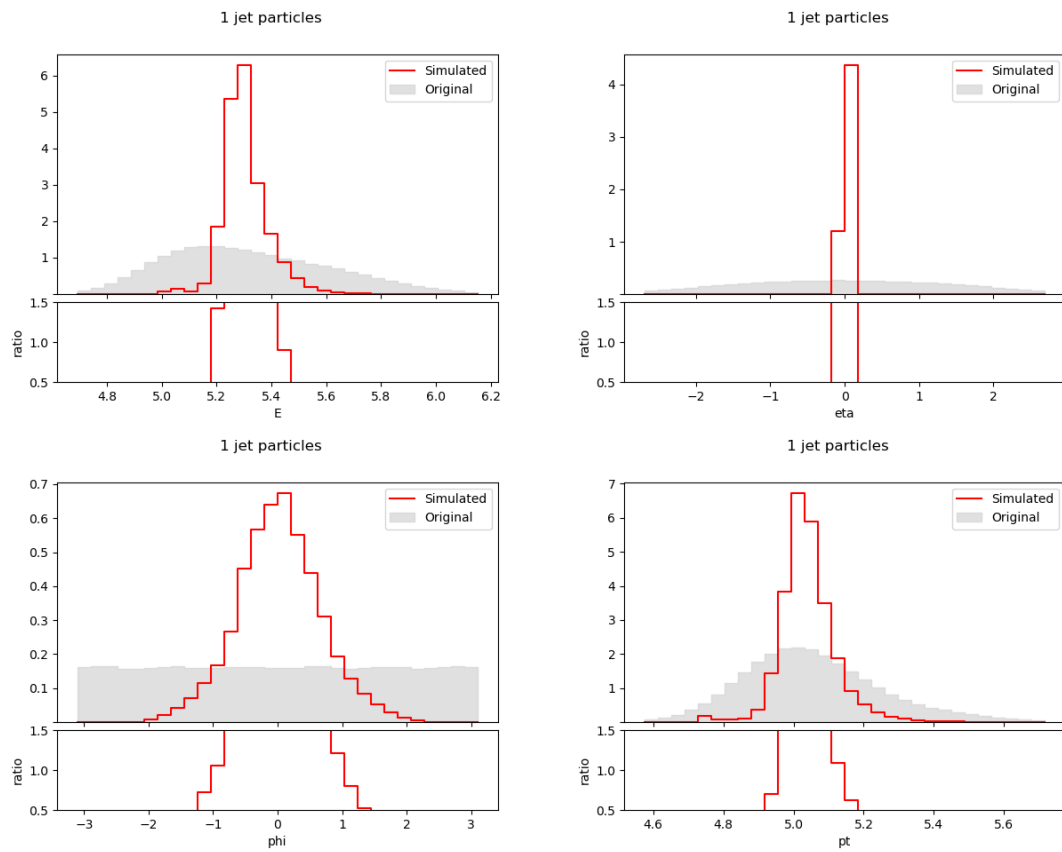 1 jet particles
6
5
4
3
2
1
Simulated
Original
1.5
1.0
0.5
ratio
4.8 5.0 5.2 5.4 5.6 5.8 6.0 6.2
E
1 jet particles
4
3
2
1
Simulated
Original
1.5
1.0
0.5
ratio
−2 −1 0 1 2
eta
1 jet particles
0.7
0.6
0.5
0.4
0.3
0.2
0.1
Simulated
Original
1.5
1.0
0.5
ratio
−3 −2 −1 0 1 2 3
phi
1 jet particles
7
6
5
4
3
2
1
Simulated
Original
1.5
1.0
0.5
ratio
4.6 4.8 5.0 5.2 5.4 5.6
pt